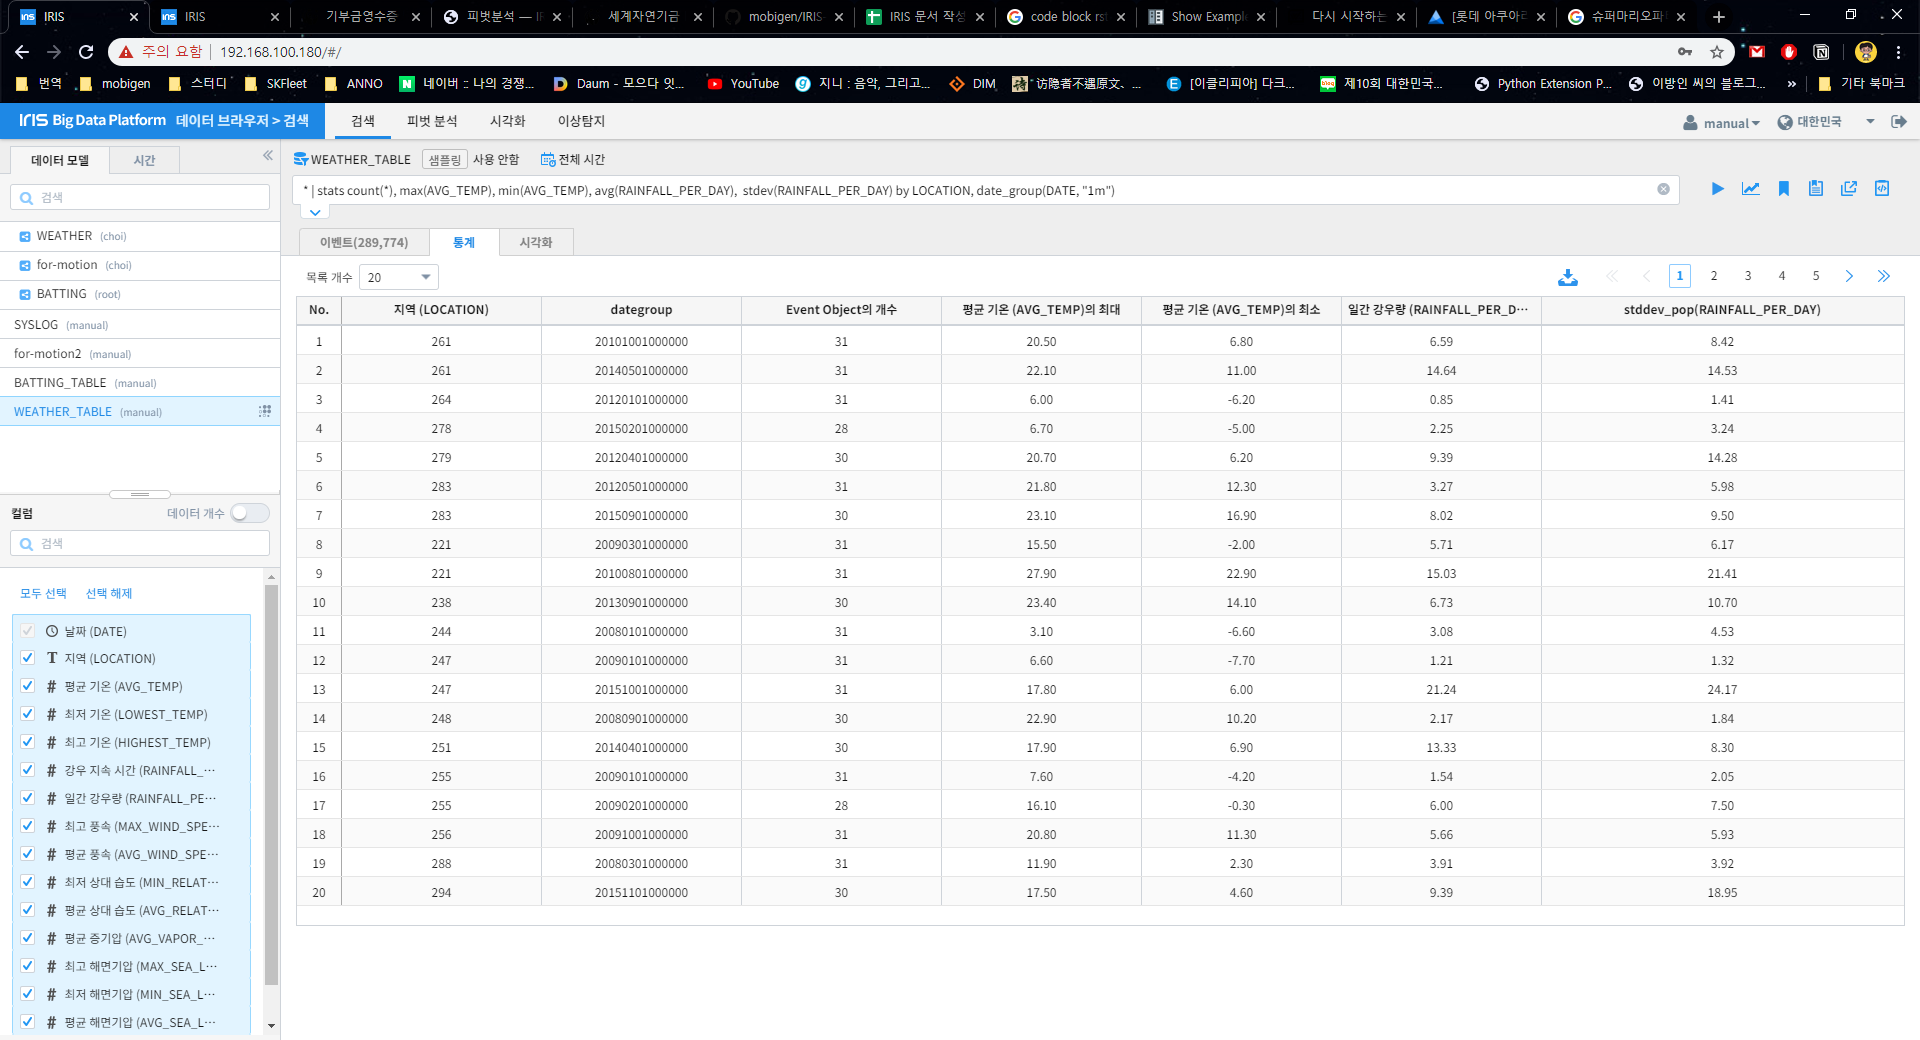 IRIS
IRIS
기부금영수증
피벗분석 — IR
세계자연기금
mobigen/IRIS-
IRIS 문서 작성
code block rst
Show Example
다시 시작하는
[롯데 아쿠아리
슈퍼마리오파
주의 요함 | 192.168.100.180/#/
번역
mobigen
스터디
SKFleet
ANNO
네이버 :: 나의 경쟁...
Daum - 모으다 잇...
YouTube
지니 : 음악, 그리고...
DIM
访隐者不遇原文、...
[이클리피아] 다크...
제10회 대한민국...
Python Extension P...
이방인 씨의 블로그...
»
기타 북마크
IRIS Big Data Platform 데이터 브라우저 > 검색
검색
피벗 분석
시각화
이상탐지
manual
대한민국
데이터 모델
시간
검색
WEATHER (choi)
for-motion (choi)
BATTING (root)
SYSLOG (manual)
for-motion2 (manual)
BATTING_TABLE (manual)
WEATHER_TABLE (manual)
컬럼
데이터 개수
검색
모두 선택
선택 해제
날짜 (DATE)
T 지역 (LOCATION)
# 평균 기온 (AVG_TEMP)
# 최저 기온 (LOWEST_TEMP)
# 최고 기온 (HIGHEST_TEMP)
# 강우 지속 시간 (RAINFALL_···
# 일간 강우량 (RAINFALL_PE···
# 최고 풍속 (MAX_WIND_SPE···
# 평균 풍속 (AVG_WIND_SPE···
# 최저 상대 습도 (MIN_RELAT···
# 평균 상대 습도 (AVG_RELAT···
# 평균 증기압 (AVG_VAPOR_···
# 최고 해면기압 (MAX_SEA_L···
# 최저 해면기압 (MIN_SEA_L···
# 평균 해면기압 (AVG_SEA_L···
WEATHER_TABLE 샘플링 사용 안함 전체 시간
* | stats count(*), max(AVG_TEMP), min(AVG_TEMP), avg(RAINFALL_PER_DAY), stdev(RAINFALL_PER_DAY) by LOCATION, date_group(DATE, "1m")
이벤트(289,774)
통계
시각화
목록 개수 20
1 2 3 4 5
No. 지역 (LOCATION) dategroup Event Object의 개수 평균 기온 (AVG_TEMP)의 최대 평균 기온 (AVG_TEMP)의 최소 일간 강우량 (RAINFALL_PER_D··· stddev_pop(RAINFALL_PER_DAY)
1 261 20101001000000 31 20.50 6.80 6.59 8.42
2 261 20140501000000 31 22.10 11.00 14.64 14.53
3 264 20120101000000 31 6.00 -6.20 0.85 1.41
4 278 20150201000000 28 6.70 -5.00 2.25 3.24
5 279 20120401000000 30 20.70 6.20 9.39 14.28
6 283 20120501000000 31 21.80 12.30 3.27 5.98
7 283 20150901000000 30 23.10 16.90 8.02 9.50
8 221 20090301000000 31 15.50 -2.00 5.71 6.17
9 221 20100801000000 31 27.90 22.90 15.03 21.41
10 238 20130901000000 30 23.40 14.10 6.73 10.70
11 244 20080101000000 31 3.10 -6.60 3.08 4.53
12 247 20090101000000 31 6.60 -7.70 1.21 1.32
13 247 20151001000000 31 17.80 6.00 21.24 24.17
14 248 20080901000000 30 22.90 10.20 2.17 1.84
15 251 20140401000000 30 17.90 6.90 13.33 8.30
16 255 20090101000000 31 7.60 -4.20 1.54 2.05
17 255 20090201000000 28 16.10 -0.30 6.00 7.50
18 256 20091001000000 31 20.80 11.30 5.66 5.93
19 288 20080301000000 31 11.90 2.30 3.91 3.92
20 294 20151101000000 30 17.50 4.60 9.39 18.95